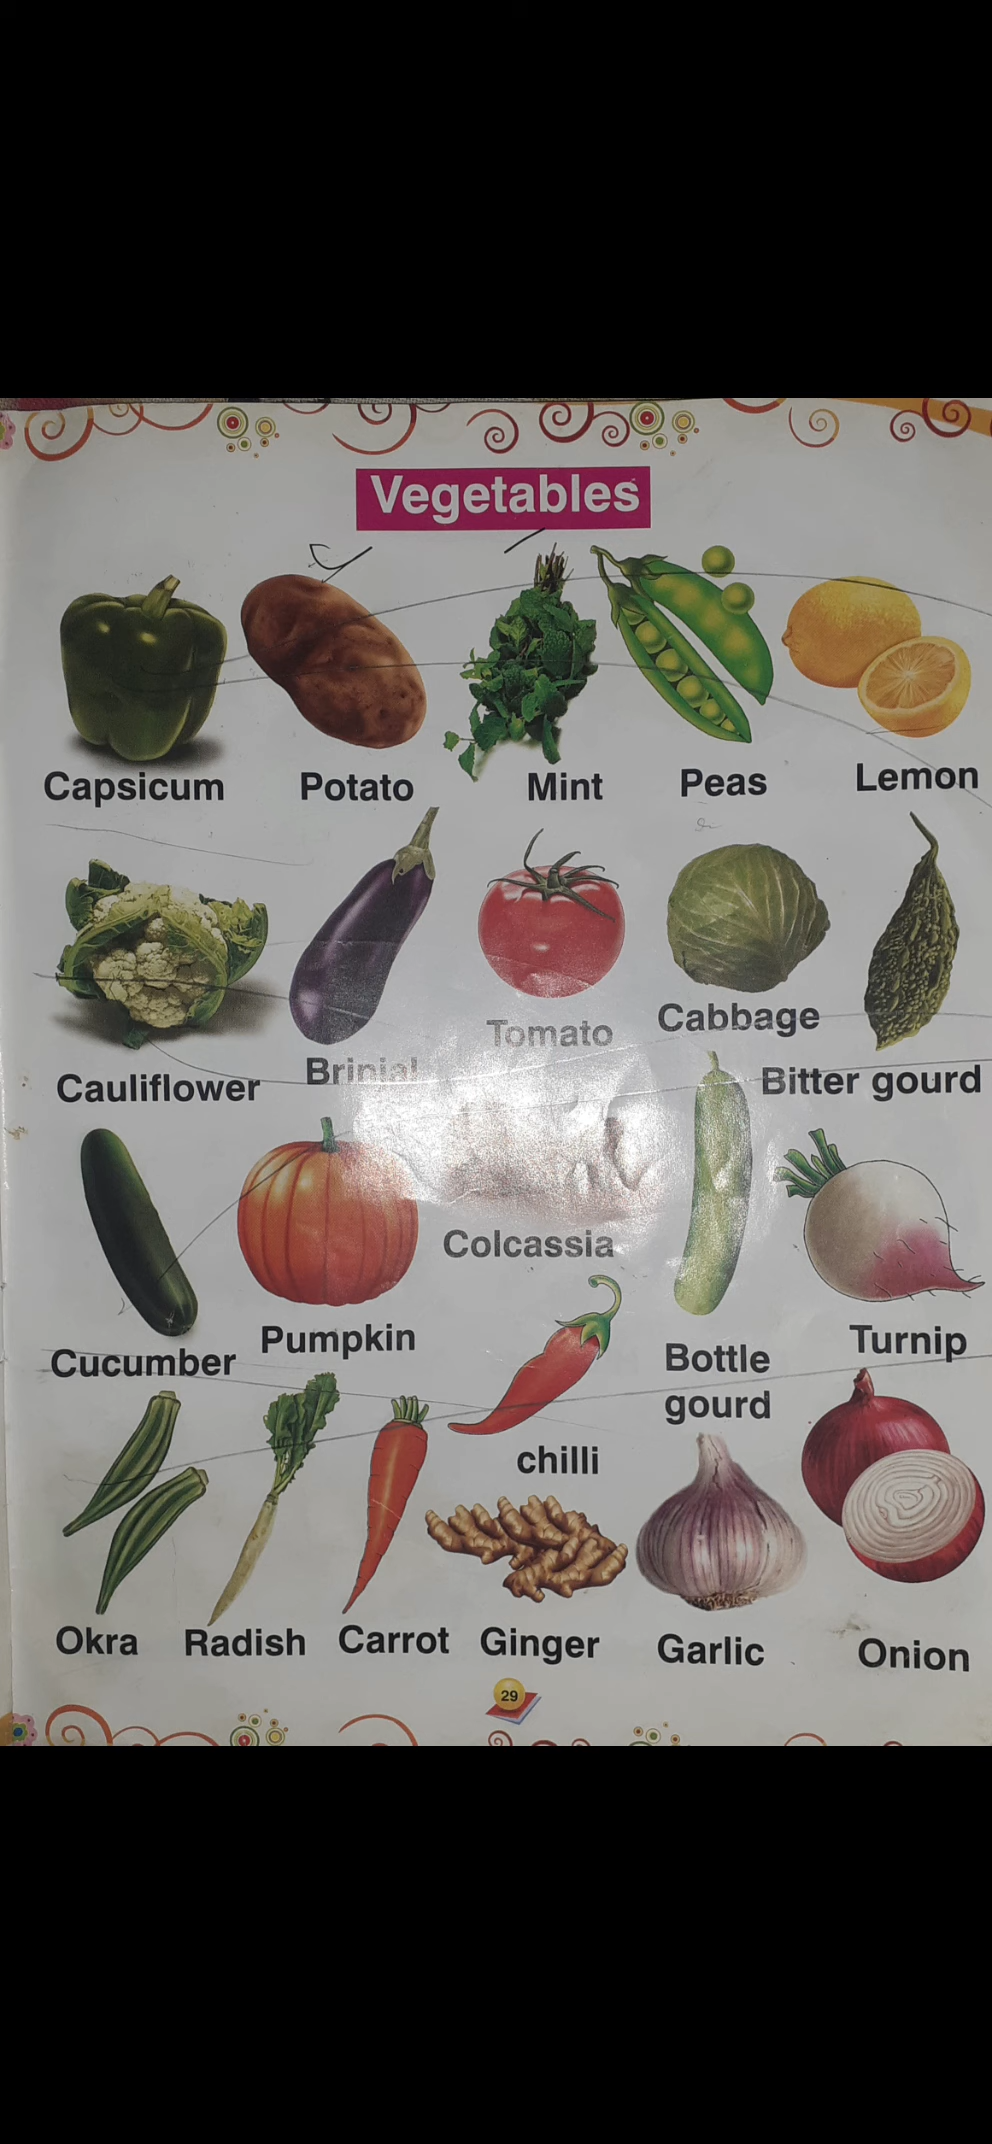 Vegetables
Capsicum Potato Mint Peas Lemon
Cauliflower Brinjal Tomato Cabbage Bitter gourd
Cucumber Pumpkin Colcassia Bottle gourd Turnip
chilli
Okra Radish Carrot Ginger Garlic Onion
29